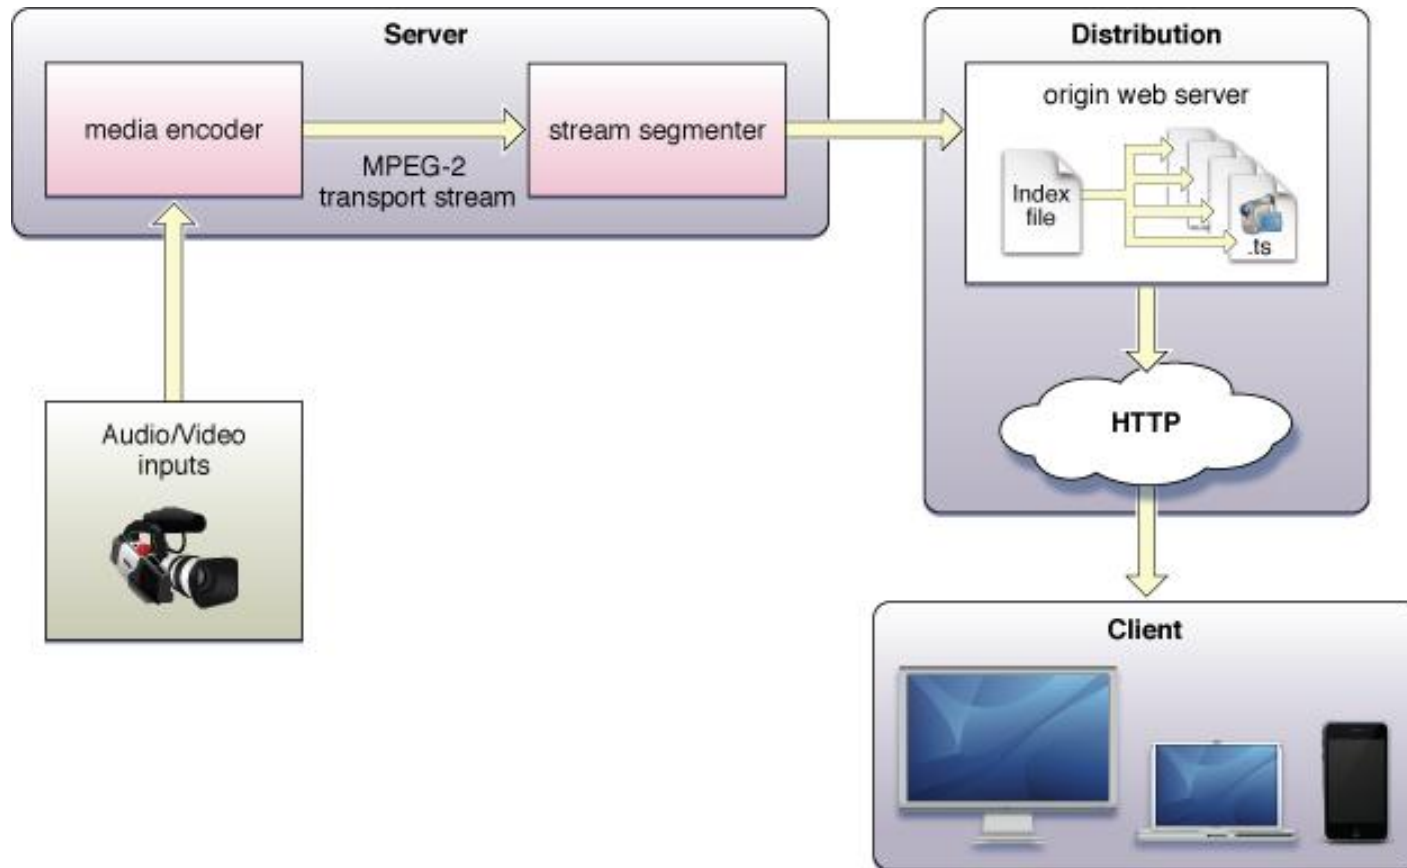 Server
media encoder
MPEG-2
transport stream
stream segmenter
Distribution
origin web server
Index
file
.ts
HTTP
Audio/Video
inputs
Client